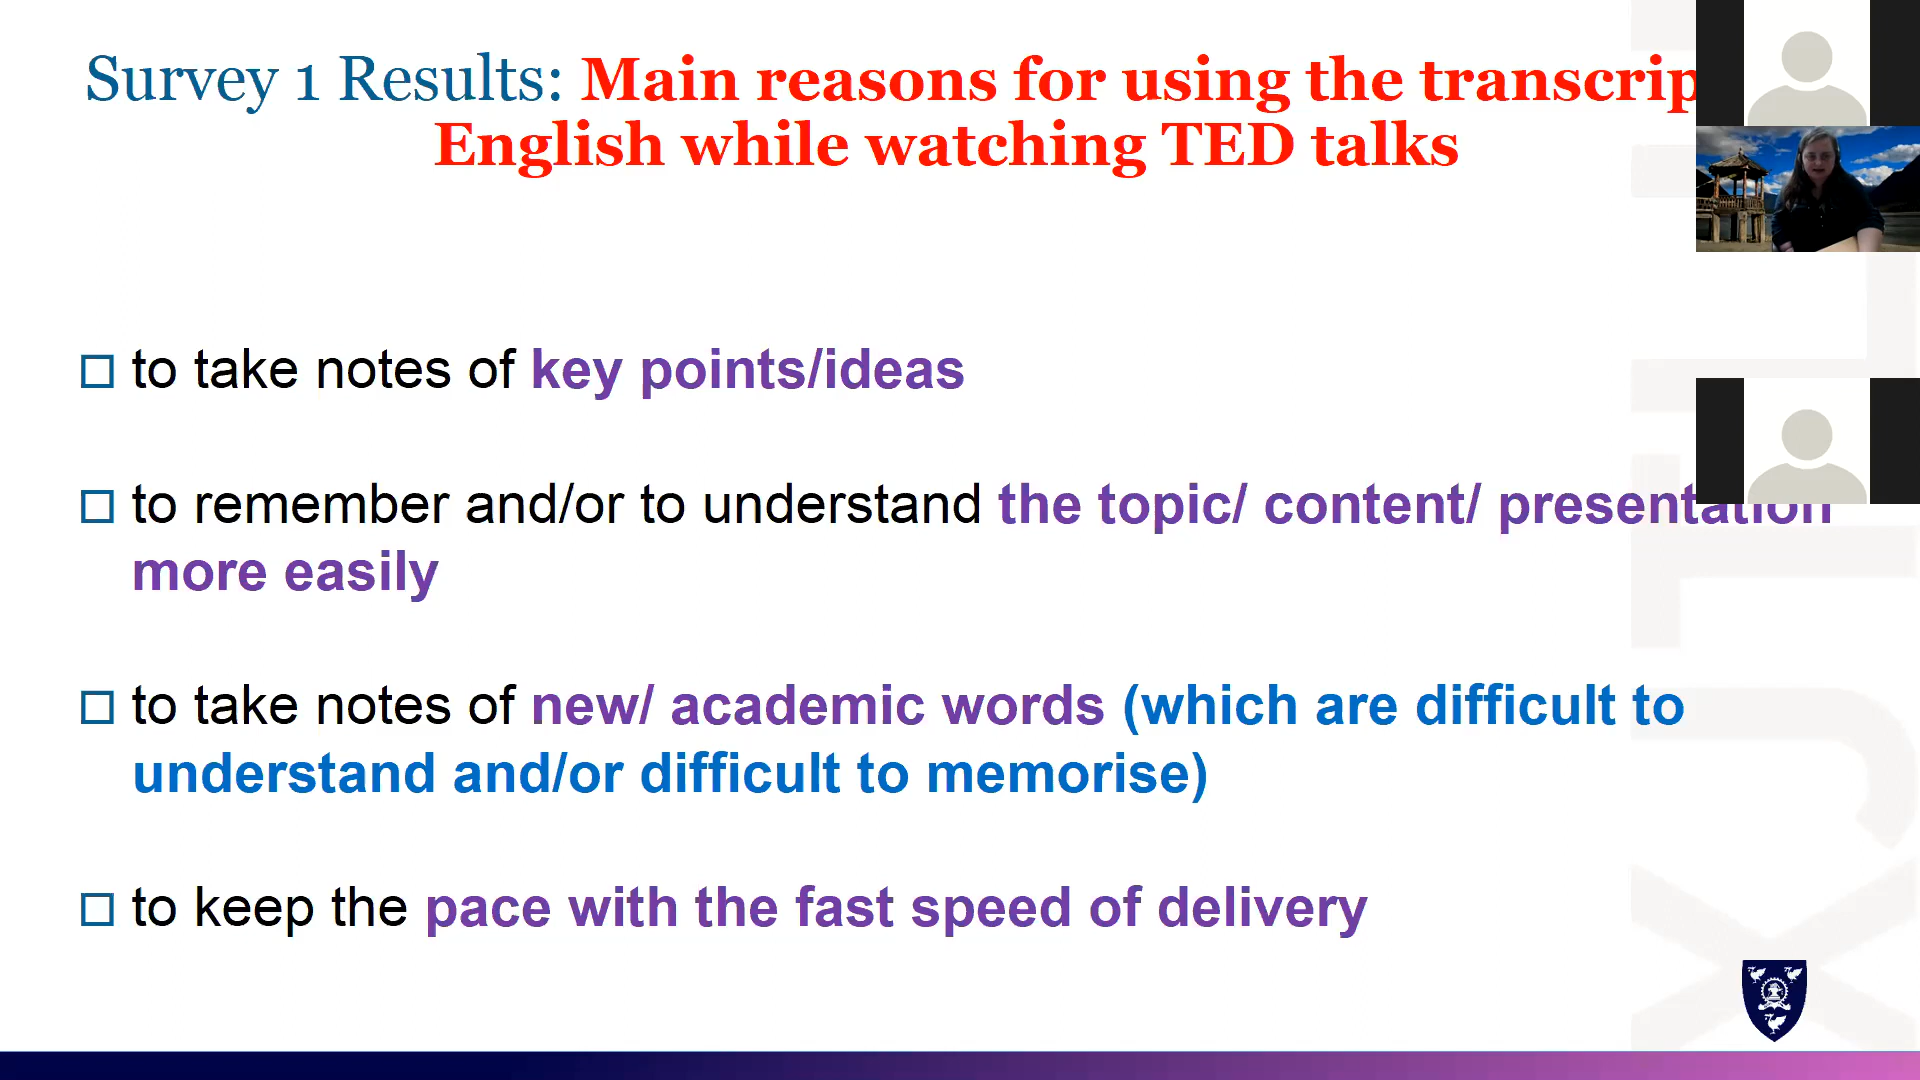 Survey 1 Results: Main reasons for using the transcrip
English while watching TED talks
to take notes of key points/ideas
to remember and/or to understand the topic/ content/ presentation
more easily
to take notes of new/ academic words (which are difficult to
understand and/or difficult to memorise)
to keep the pace with the fast speed of delivery